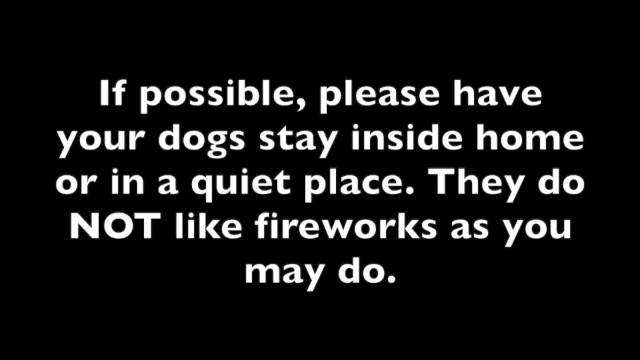 If possible, please have
your dogs stay inside home
or in a quiet place. They do
NOT like fireworks as you
may do.